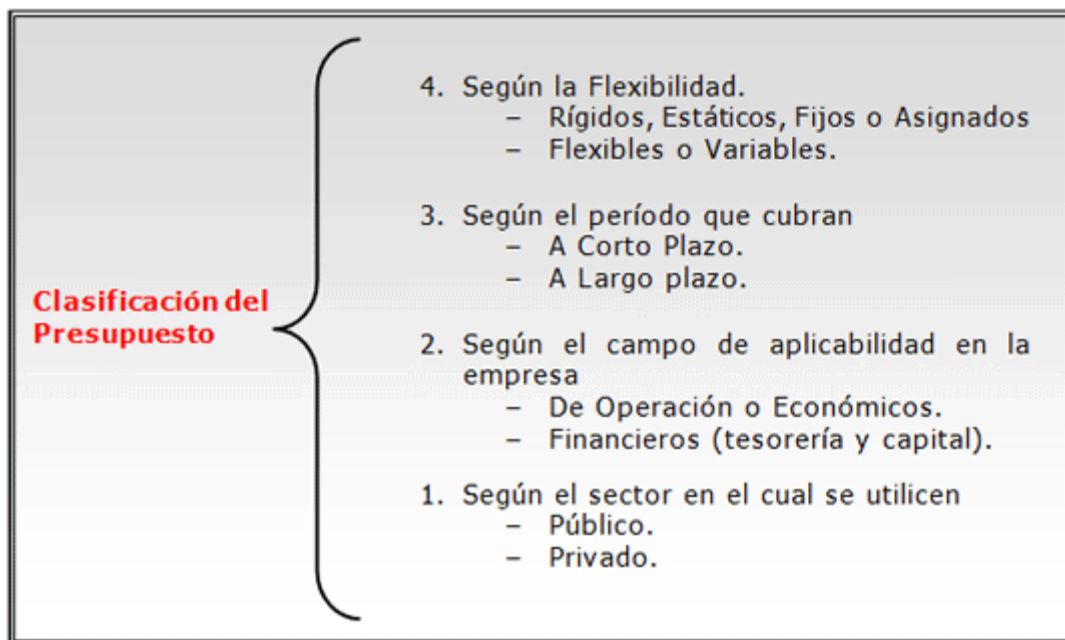 Clasificación del
Presupuesto
4. Según la Flexibilidad.
– Rígidos, Estáticos, Fijos o Asignados
– Flexibles o Variables.
3. Según el período que cubran
– A Corto Plazo.
– A Largo plazo.
2. Según el campo de aplicabilidad en la
empresa
– De Operación o Económicos.
– Financieros (tesorería y capital).
1. Según el sector en el cual se utilicen
– Público.
– Privado.